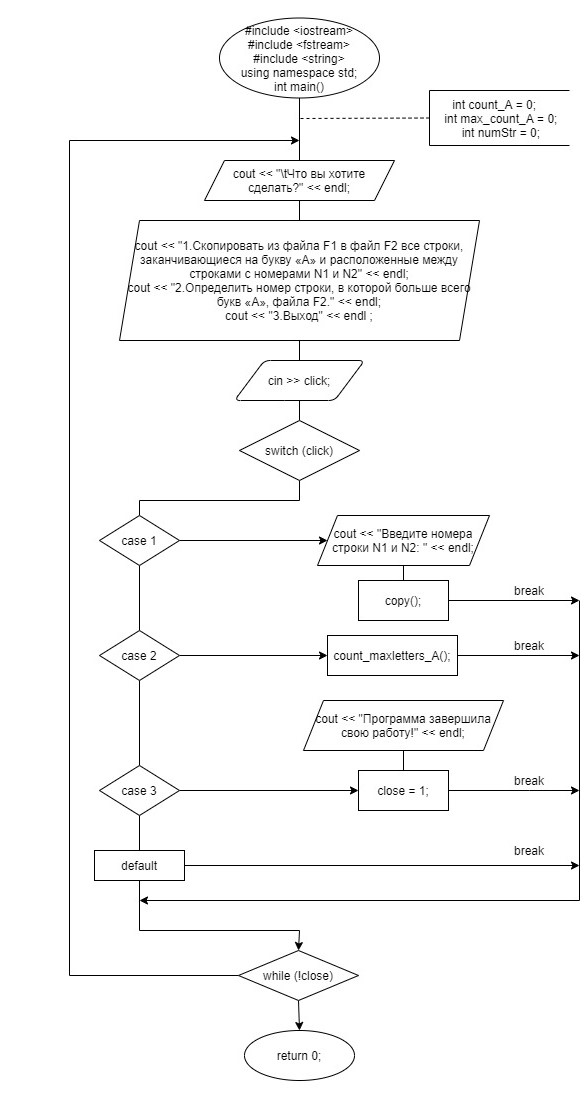 #include <iostream>
#include <fstream>
#include <string>
using namespace std;
int main()
int count_A = 0;
int max_count_A = 0;
int numStr = 0;
cout << "\tЧто вы хотите
сделать?" << endl;
cout << "1.Скопировать из файла F1 в файл F2 все строки,
заканчивающиеся на букву «А» и расположенные между
строками с номерами N1 и N2" << endl;
cout << "2.Определить номер строки, в которой больше всего
букв «А», файла F2." << endl;
cout << "3.Выход" << endl ;
cin >> click;
switch (click)
case 1
cout << "Введите номера
строки N1 и N2: " << endl;
copy();
break
case 2
count_maxletters_A();
break
cout << "Программа завершила
свою работу!" << endl;
case 3
close = 1;
break
default
break
while (!close)
return 0;